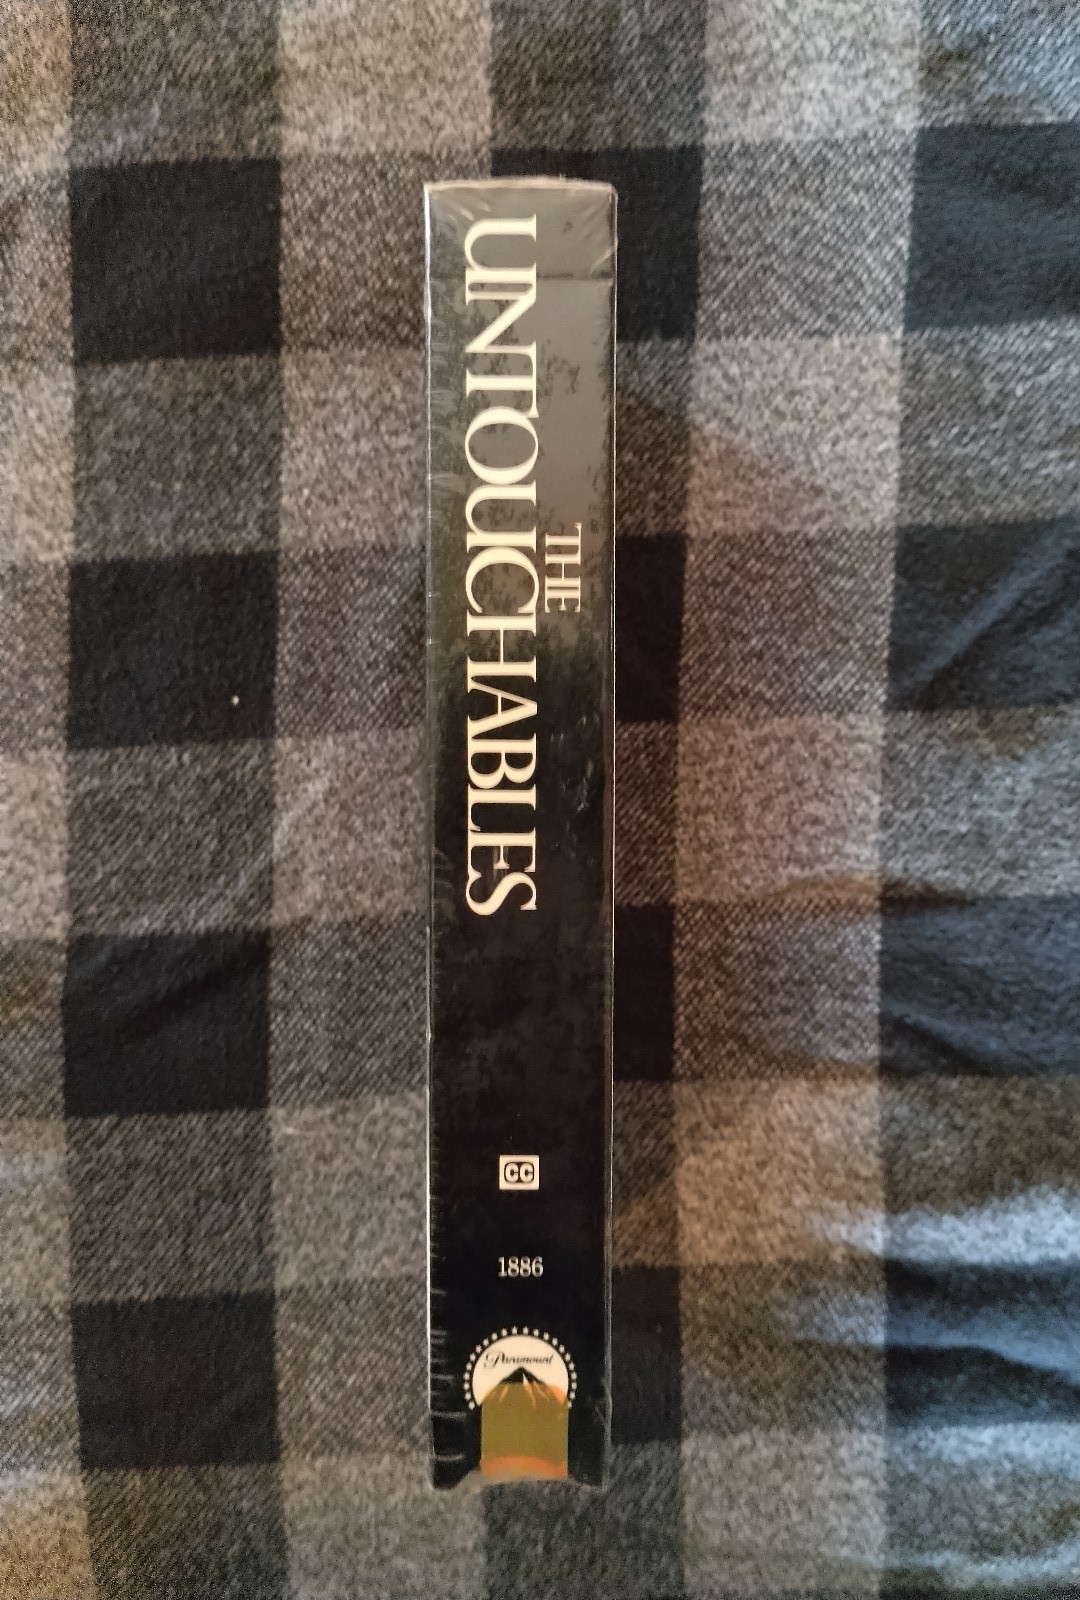 THE
UNTOUCHABLES
CC
1886
Paramount